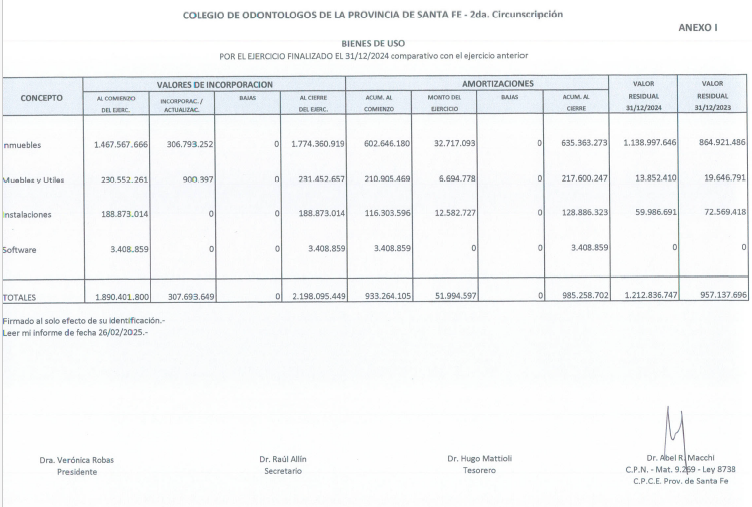 COLEGIO DE ODONTOLOGOS DE LA PROVINCIA DE SANTA FE - 2da. Circunscripción
ANEXO I
BIENES DE USO
POR EL EJERCICIO FINALIZADO EL 31/12/2024 comparativo con el ejercicio anterior
CONCEPTO VALORES DE INCORPORACION AMORTIZACIONES VALOR RESIDUAL 31/12/2024 VALOR RESIDUAL 31/12/2023
AL COMIENZO DEL EJERC. INCORPORAC. / ACTUALIZAC. BAJAS AL CIERRE DEL EJERC. ACUM. AL COMIENZO MONTO DEL EJERCICIO BAJAS ACUM. AL CIERRE
nmuebles 1.467.567.666 306.793.252 0 1.774.360.919 602.646.180 32.717.093 0 635.363.273 1.138.997.646 864.921.486
Muebles y Utiles 230.552.261 900.397 0 231.452.657 210.905.469 6.694.778 0 217.600.247 13.852.410 19.646.791
nstalaciones 188.873.014 0 0 188.873.014 116.303.596 12.582.727 0 128.886.323 59.986.691 72.569.418
Software 3.408.859 0 0 3.408.859 3.408.859 0 0 3.408.859 0 0
TOTALES 1.890.401.800 307.693.649 0 2.198.095.449 933.264.105 51.994.597 0 985.258.702 1.212.836.747 957.137.696
Firmado al solo efecto de su identificación.-
Leer mi informe de fecha 26/02/2025.-
Dra. Verónica Robas Dr. Raúl Allin Dr. Hugo Mattioli Dr. Abel R. Macchi
Presidente Secretario Tesorero C.P.N. - Mat. 9.269 - Ley 8738
C.P.C.E. Prov. de Santa Fe